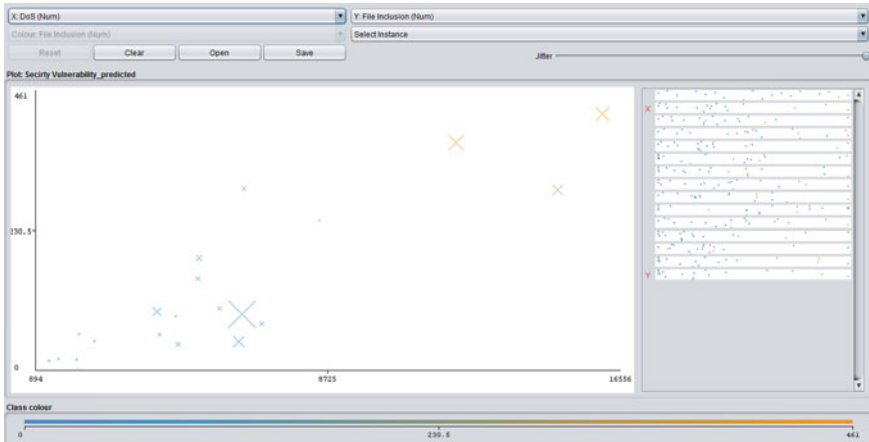 X: DoS (Num)
Y: File Inclusion (Num)
Colour: File Inclusion (Num)
Select Instance
Reset
Clear
Open
Save
Jitter
Plot: Secirty Vulnerability_predicted
461
230.5
0
894
8725
16556
X
Y
Class colour
0
230.5
461